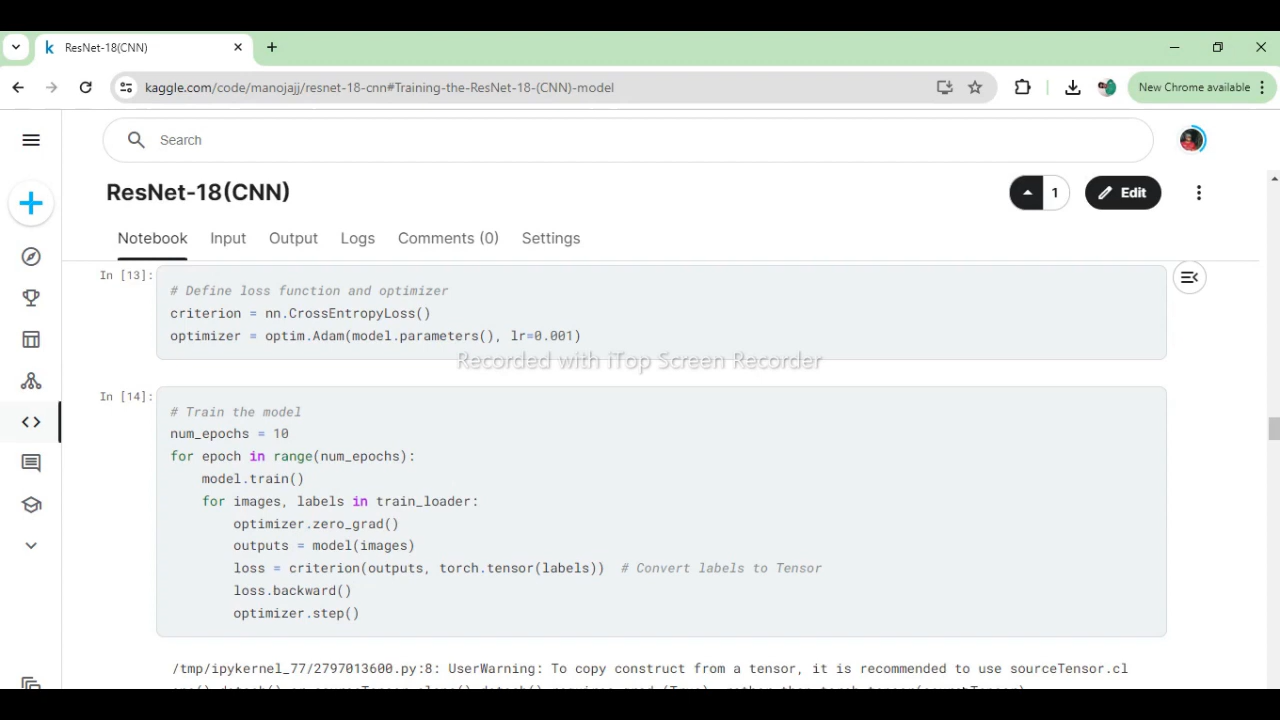 ResNet-18(CNN)
kaggle.com/code/manojajj/resnet-18-cnn#Training-the-ResNet-18-(CNN)-model
New Chrome available
Search
ResNet-18(CNN)
1
Edit
Notebook Input Output Logs Comments (0) Settings
In [13]:
# Define loss function and optimizer
criterion = nn.CrossEntropyLoss()
optimizer = optim.Adam(model.parameters(), lr=0.001)
Recorded with iTop Screen Recorder
In [14]:
# Train the model
num_epochs = 10
for epoch in range(num_epochs):
    model.train()
    for images, labels in train_loader:
        optimizer.zero_grad()
        outputs = model(images)
        loss = criterion(outputs, torch.tensor(labels))  # Convert labels to Tensor
        loss.backward()
        optimizer.step()
/tmp/ipykernel_77/2797013600.py:8: UserWarning: To copy construct from a tensor, it is recommended to use sourceTensor.cl